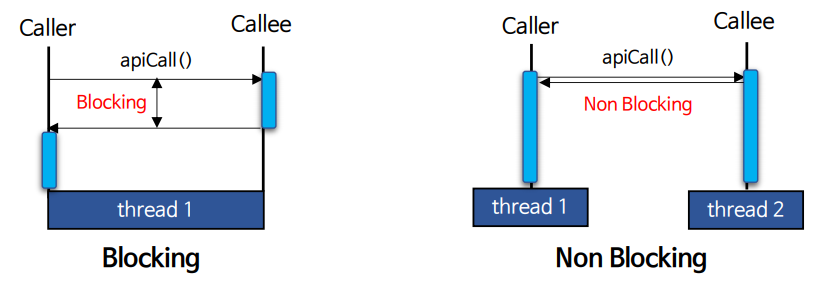 Caller
Callee
apiCall()
Blocking
thread 1
Blocking
Caller
Callee
apiCall()
Non Blocking
thread 1
thread 2
Non Blocking